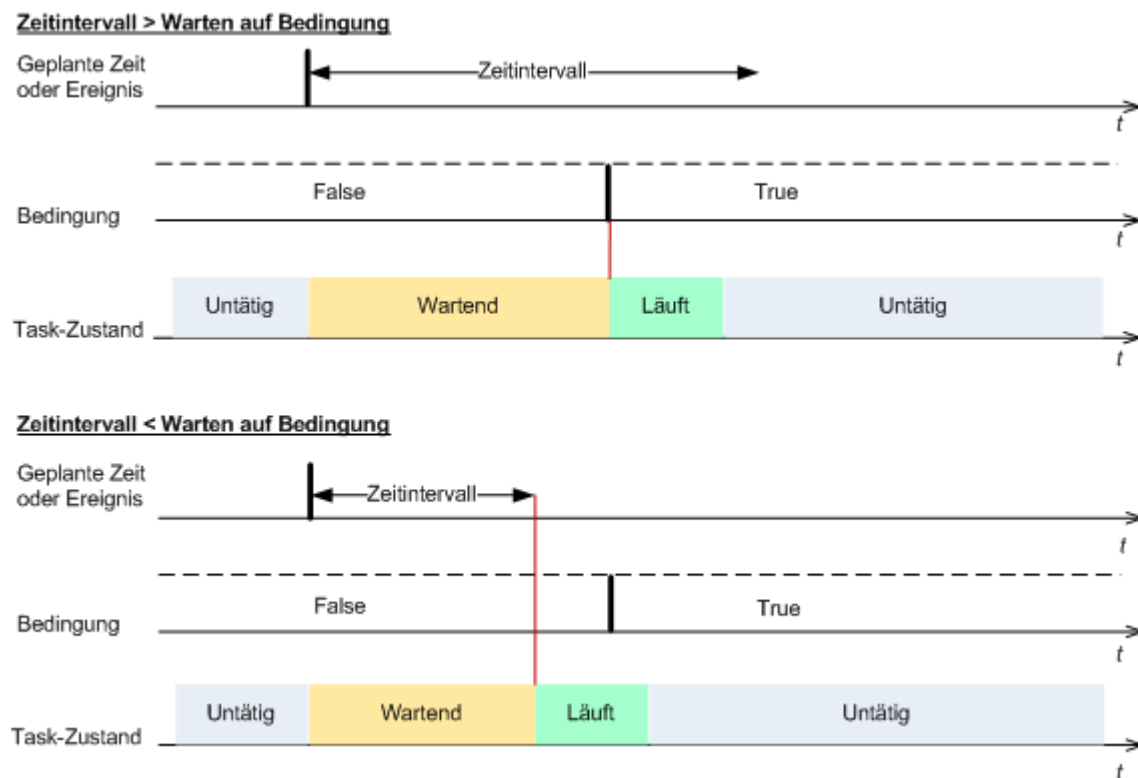 Zeitintervall > Warten auf Bedingung
Geplante Zeit
oder Ereignis
Zeitintervall
t
False
True
Bedingung
t
Untätig
Wartend
Läuft
Untätig
Task-Zustand
t
Zeitintervall < Warten auf Bedingung
Geplante Zeit
oder Ereignis
Zeitintervall
t
False
True
Bedingung
t
Untätig
Wartend
Läuft
Untätig
Task-Zustand
t